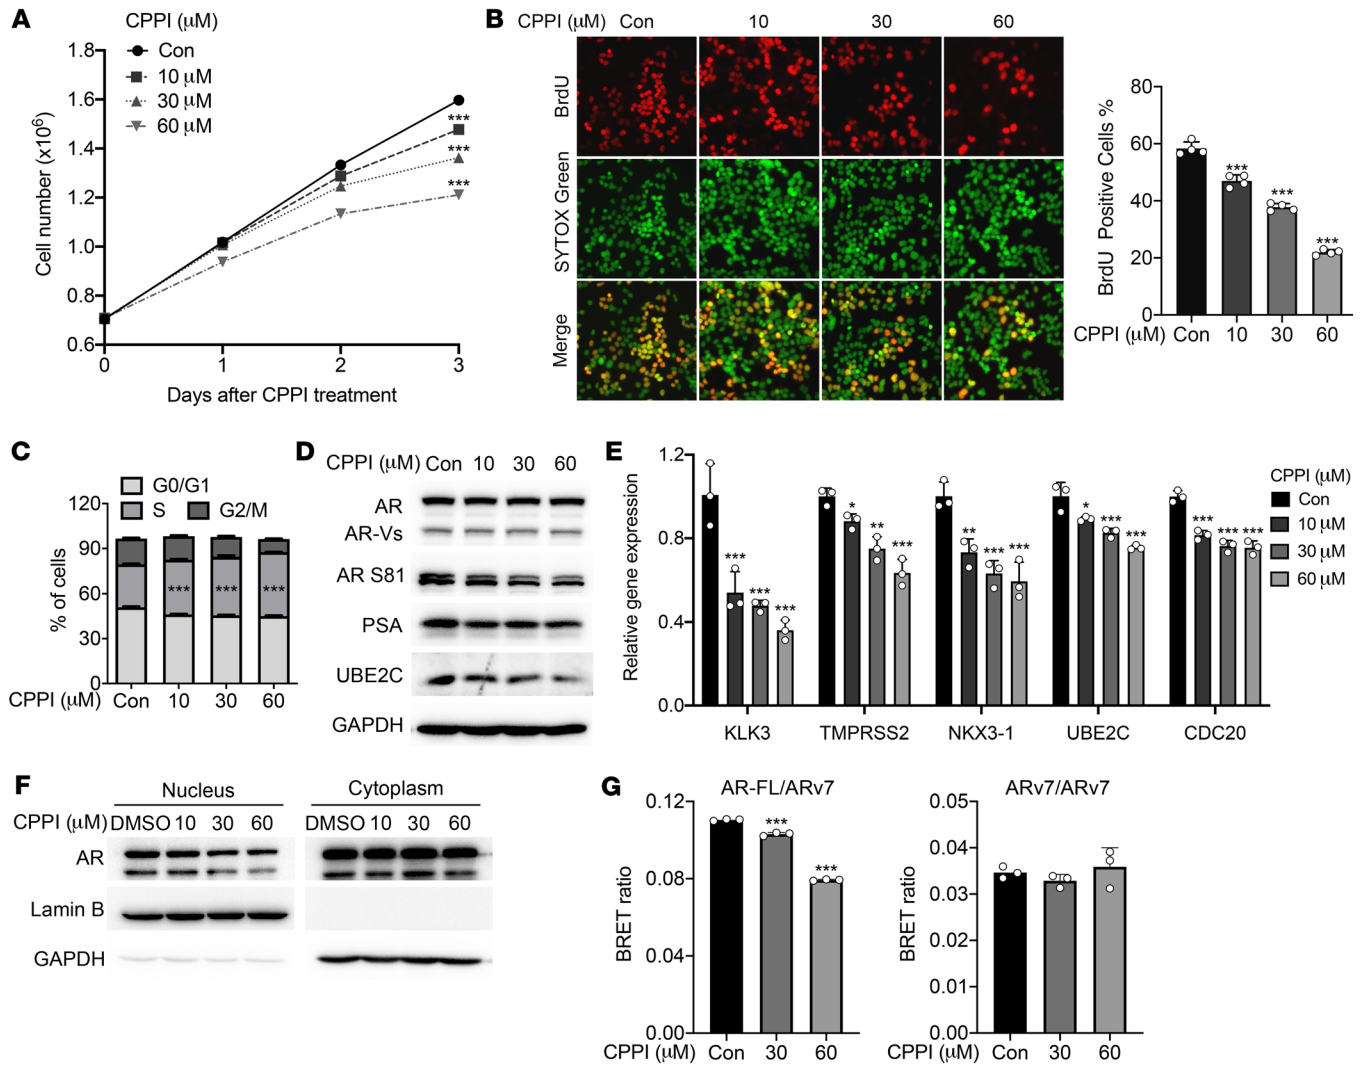 A
CPPI (μM)
Con
10 μM
30 μM
60 μM
1.8
1.6
1.4
1.2
1.0
0.8
0.6
Cell number (x10⁶)
***
***
***
0 1 2 3
Days after CPPI treatment
B
CPPI (μM) Con 10 30 60
BrdU
SYTOX Green
Merge
BrdU Positive Cells %
80
60
40
20
0
***
***
***
CPPI (μM) Con 10 30 60
C
G0/G1
S G2/M
% of cells
120
90
60
30
0
*** *** ***
CPPI (μM) Con 10 30 60
D
CPPI (μM) Con 10 30 60
AR
AR-Vs
AR S81
PSA
UBE2C
GAPDH
E
Relative gene expression
1.2
0.8
0.4
0.0
*** *** ***
* ** ***
** *** ***
* *** ***
*** *** ***
KLK3 TMPRSS2 NKX3-1 UBE2C CDC20
CPPI (μM)
Con
10 μM
30 μM
60 μM
F
Nucleus Cytoplasm
CPPI (μM) DMSO 10 30 60 DMSO 10 30 60
AR
Lamin B
GAPDH
G
AR-FL/ARv7
BRET ratio
0.12
0.08
0.04
0.00
***
***
CPPI (μM) Con 30 60
ARv7/ARv7
BRET ratio
0.05
0.04
0.03
0.02
0.01
0.00
CPPI (μM) Con 30 60